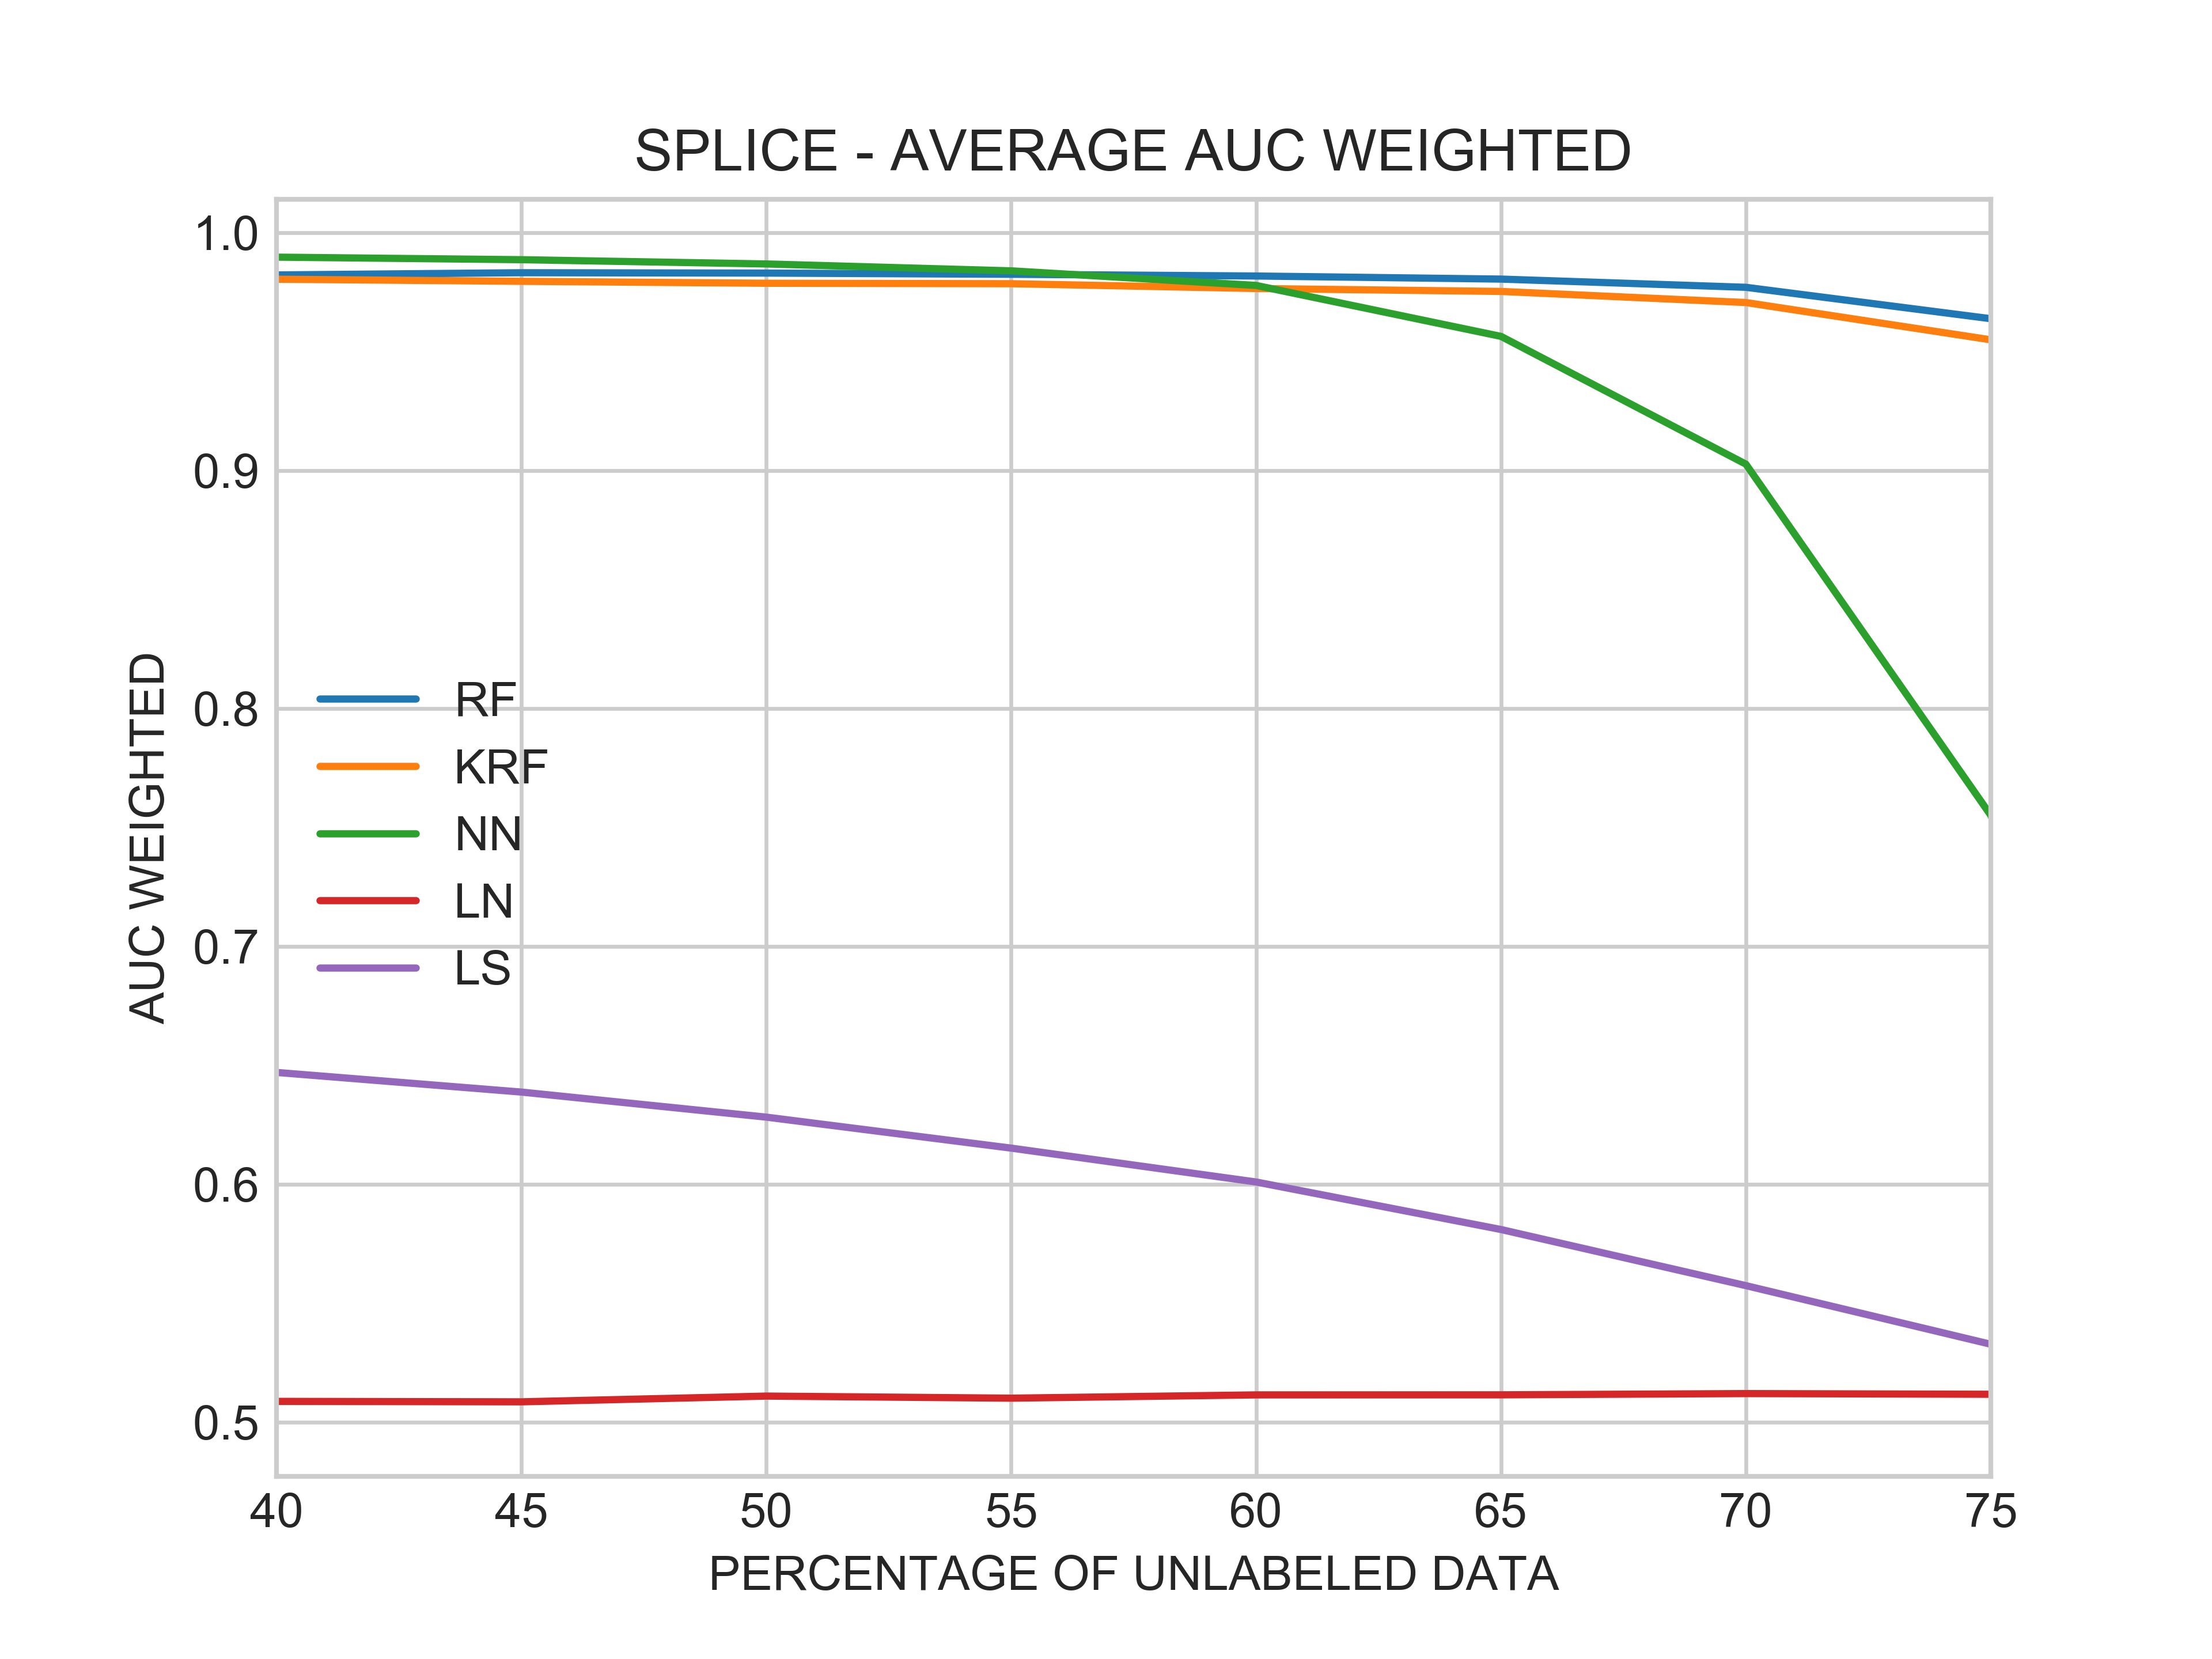 SPLICE - AVERAGE AUC WEIGHTED
AUC WEIGHTED
1.0
0.9
0.8
0.7
0.6
0.5
RF
KRF
NN
LN
LS
40 45 50 55 60 65 70 75
PERCENTAGE OF UNLABELED DATA